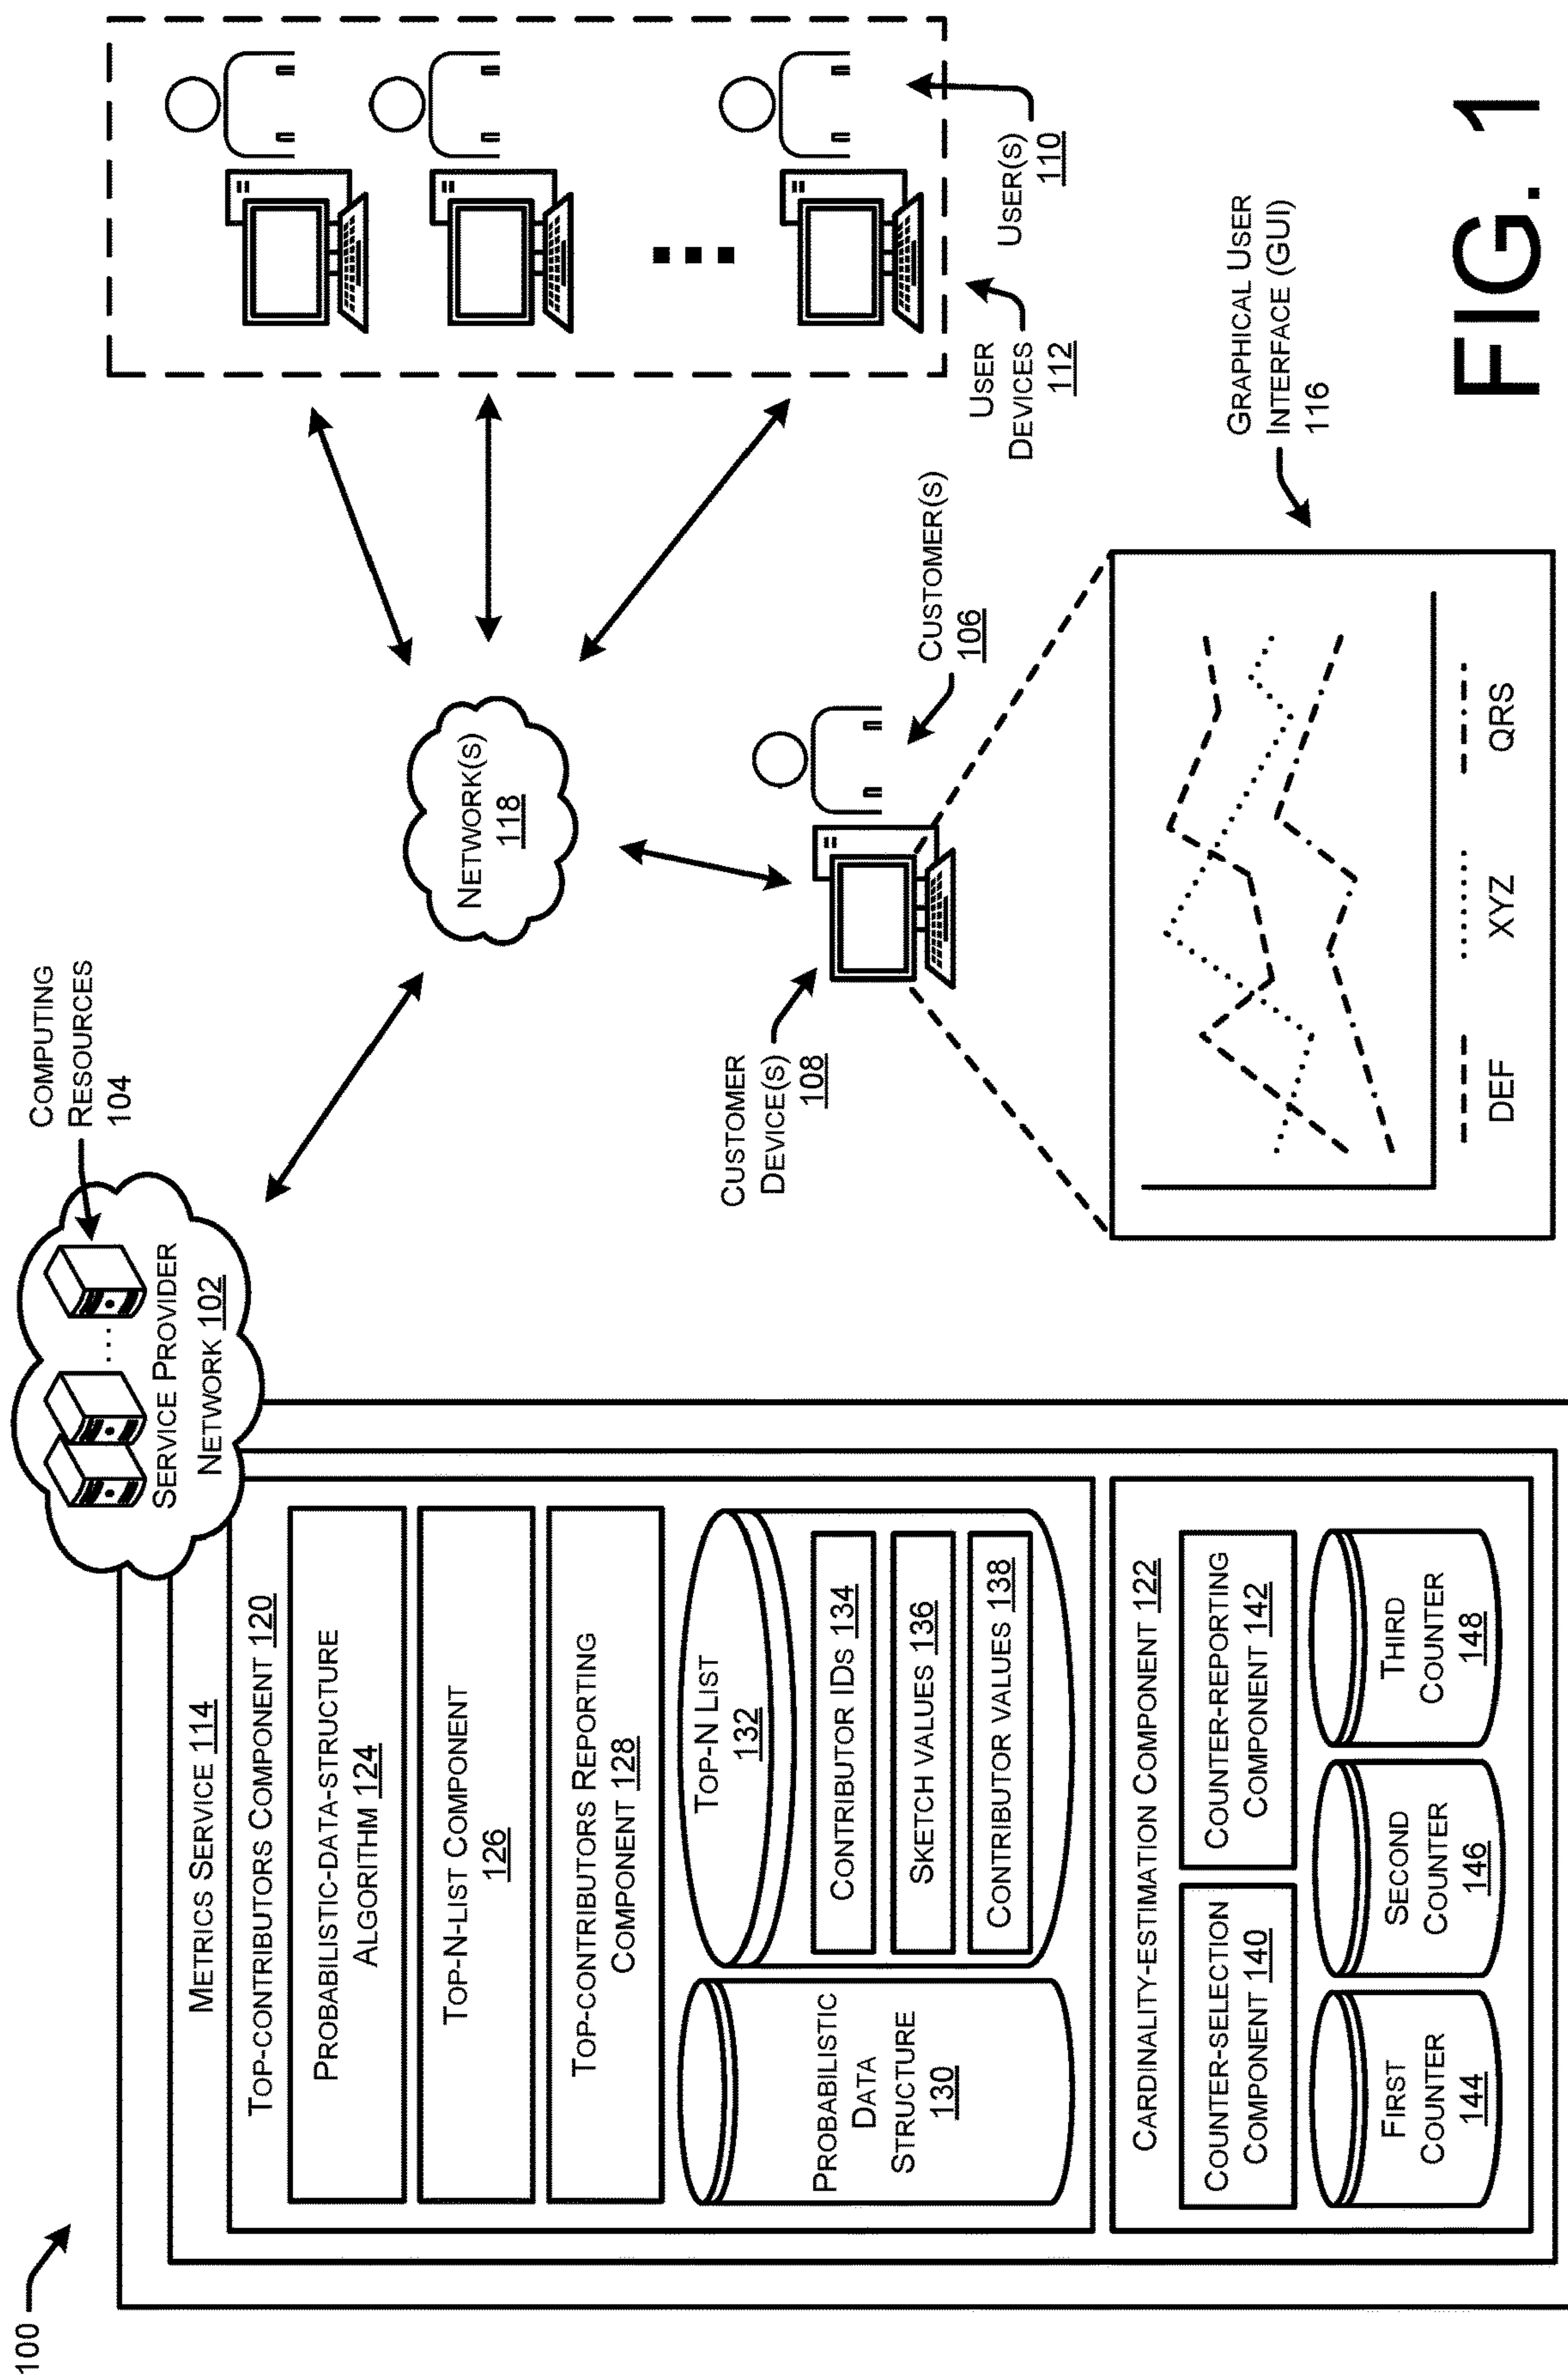 100
COMPUTING
RESOURCES
104
SERVICE PROVIDER
NETWORK 102
METRICS SERVICE 114
TOP-CONTRIBUTORS COMPONENT 120
PROBABILISTIC-DATA-STRUCTURE
ALGORITHM 124
TOP-N-LIST COMPONENT
126
TOP-CONTRIBUTORS REPORTING
COMPONENT 128
PROBABILISTIC
DATA
STRUCTURE
130
TOP-N LIST
132
CONTRIBUTOR IDS 134
SKETCH VALUES 136
CONTRIBUTOR VALUES 138
CARDINALITY-ESTIMATION COMPONENT 122
COUNTER-SELECTION
COMPONENT 140
COUNTER-REPORTING
COMPONENT 142
FIRST
COUNTER
144
SECOND
COUNTER
146
THIRD
COUNTER
148
NETWORK(S)
118
CUSTOMER
DEVICE(S)
108
CUSTOMER(S)
106
USER
DEVICES
112
USER(S)
110
GRAPHICAL USER
INTERFACE (GUI)
116
DEF
XYZ
QRS
FIG. 1